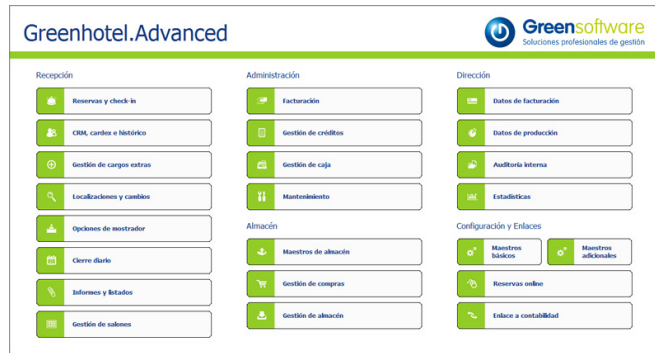 Greenhotel.Advanced
Greensoftware
Soluciones profesionales de gestión
Recepción
Reservas y check-in
CRM, cardex e histórico
Gestión de cargos extras
Localizaciones y cambios
Opciones de mostrador
Cierre diario
Informes y listados
Gestión de salones
Administración
Facturación
Gestión de créditos
Gestión de caja
Mantenimiento
Almacén
Maestros de almacén
Gestión de compras
Gestión de almacén
Dirección
Datos de facturación
Datos de producción
Auditoría interna
Estadísticas
Configuración y Enlaces
Maestros
básicos
Maestros
adicionales
Reservas online
Enlace a contabilidad